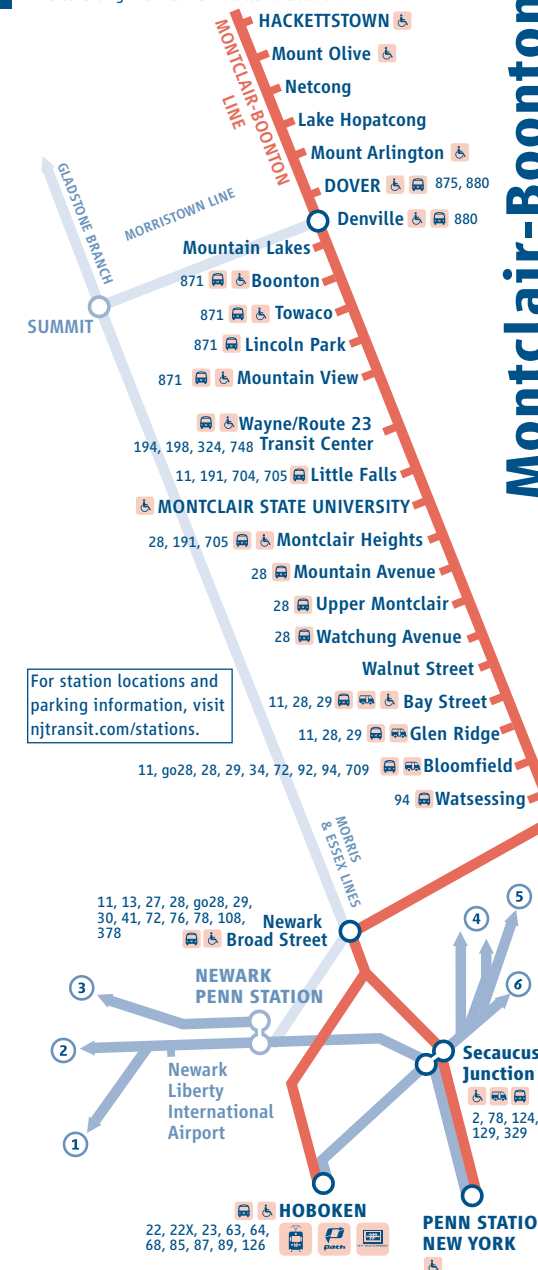 HACKETTSTOWN
Mount Olive
Netcong
Lake Hopatcong
Mount Arlington
DOVER 875, 880
Denville 880
MONTCLAIR-BOONTON
LINE
Montclair-Boonton
GLADSTONE BRANCH
MORRISTOWN LINE
SUMMIT
Mountain Lakes
871 Boonton
871 Towaco
871 Lincoln Park
871 Mountain View
Wayne/Route 23
194, 198, 324, 748 Transit Center
11, 191, 704, 705 Little Falls
MONTCLAIR STATE UNIVERSITY
28, 191, 705 Montclair Heights
28 Mountain Avenue
28 Upper Montclair
28 Watchung Avenue
Walnut Street
11, 28, 29 Bay Street
11, 28, 29 Glen Ridge
11, go28, 28, 29, 34, 72, 92, 94, 709 Bloomfield
94 Watsessing
For station locations and
parking information, visit
njtransit.com/stations.
MORRIS
& ESSEX LINES
11, 13, 27, 28, go28, 29,
30, 41, 72, 76, 78, 108,
378
Newark
Broad Street
NEWARK
PENN STATION
3
2
1
4
5
6
Newark
Liberty
International
Airport
Secaucus
Junction
2, 78, 124,
129, 329
HOBOKEN
22, 22X, 23, 63, 64,
68, 85, 87, 89, 126
path
PENN STATIO
NEW YORK